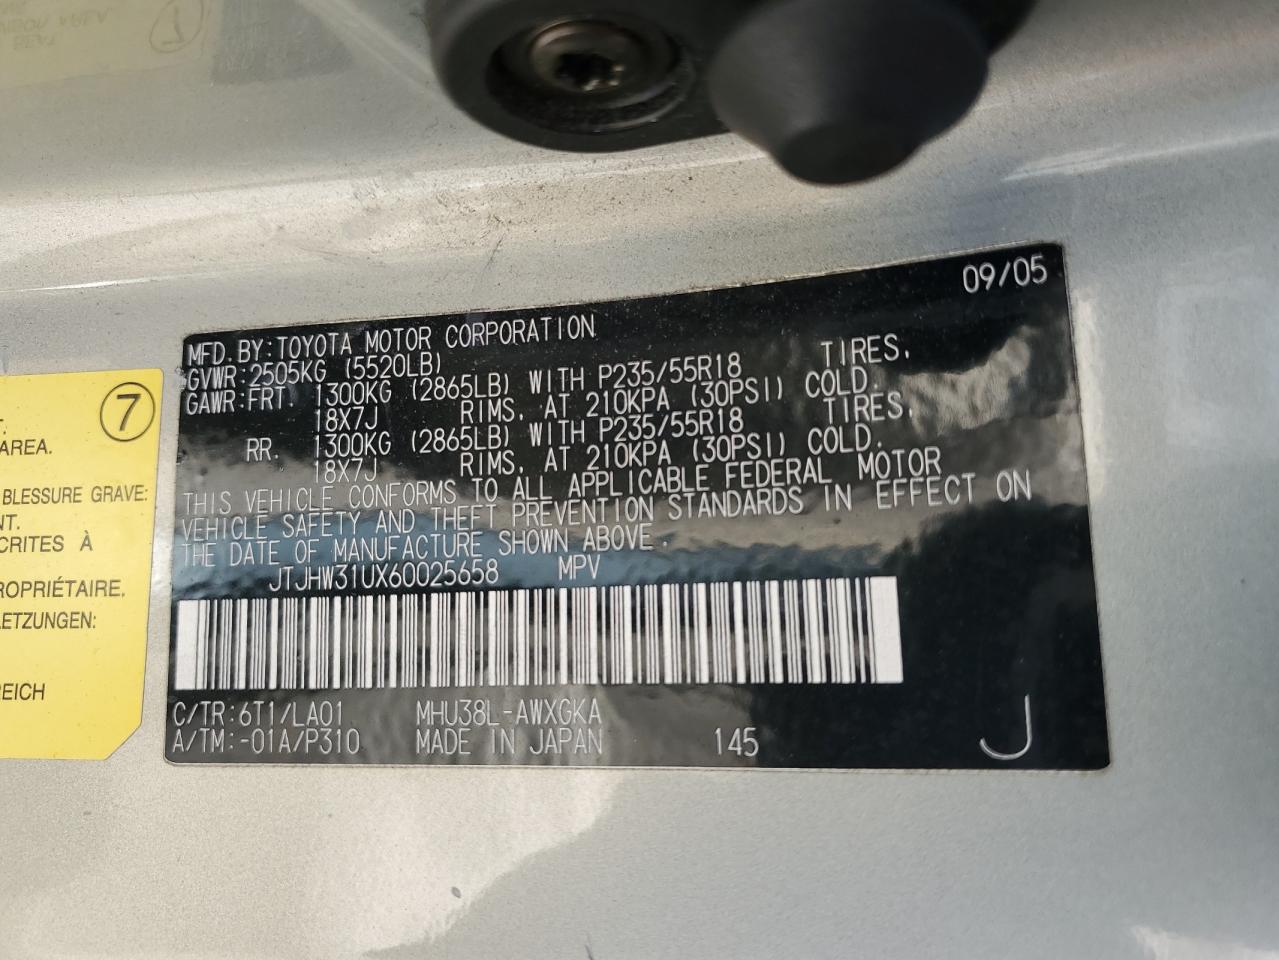 09/05
MFD.BY:TOYOTA MOTOR CORPORATION
GVWR:2505KG (5520LB)
GAWR:FRT. 1300KG (2865LB) WITH P235/55R18 TIRES,
18X7J RIMS, AT 210KPA (30PSI) COLD.
RR. 1300KG (2865LB) WITH P235/55R18 TIRES,
18X7J RIMS, AT 210KPA (30PSI) COLD.
THIS VEHICLE CONFORMS TO ALL APPLICABLE FEDERAL MOTOR
VEHICLE SAFETY AND THEFT PREVENTION STANDARDS IN EFFECT ON
THE DATE OF MANUFACTURE SHOWN ABOVE.
JTJHW31UX60025658 MPV
C/TR:6T1/LA01 MHU38L-AWXGKA
A/TM:-01A/P310 MADE IN JAPAN 145 J
7
AREA.
BLESSURE GRAVE:
NT.
CRITES À
ROPRIÉTAIRE.
LETZUNGEN:
REICH